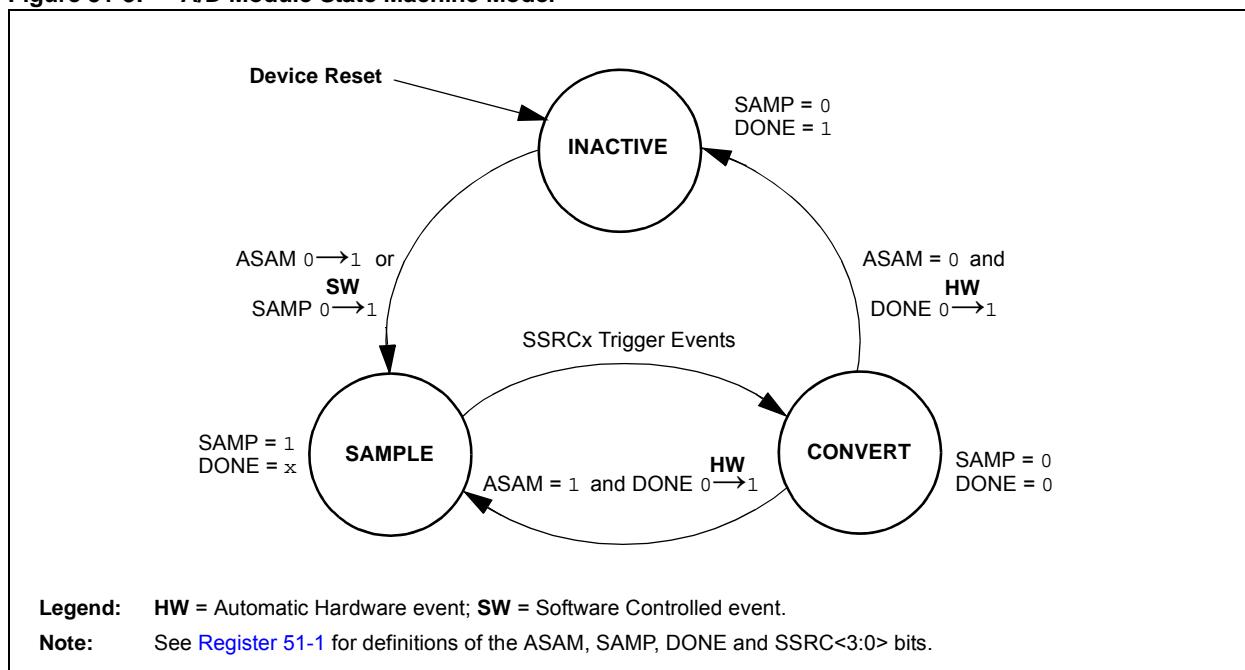 Figure 51-3: A/D Module State Machine Model
Device Reset
INACTIVE
SAMP = 0
DONE = 1
ASAM 0→1 or
SW
SAMP 0→1
ASAM = 0 and
HW
DONE 0→1
SSRCx Trigger Events
SAMP = 1
DONE = x
SAMPLE
CONVERT
SAMP = 0
DONE = 0
HW
ASAM = 1 and DONE 0→1
Legend: HW = Automatic Hardware event; SW = Software Controlled event.
Note: See Register 51-1 for definitions of the ASAM, SAMP, DONE and SSRC<3:0> bits.